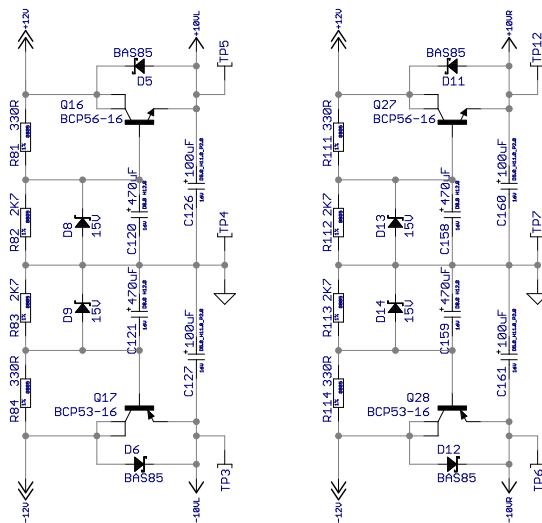 +12V
+10VL
BAS85
D5
TP5
Q16
BCP56-16
R81 330R
R82 2K7
D8
15V
C120
+470uF
C126
+100uF
16V
TP4
R83 2K7
D9
15V
C121
+470uF
C127
+100uF
16V
R84 330R
Q17
BCP53-16
D6
BAS85
TP3
-12V
-10VL
+12V
+10VR
BAS85
D11
TP12
Q27
BCP56-16
R111 330R
R112 2K7
D13
15V
C158
+470uF
C160
+100uF
16V
TP7
R113 2K7
D14
15V
C159
+470uF
C161
+100uF
16V
R114 330R
Q28
BCP53-16
D12
BAS85
TP6
-12V
-10VR